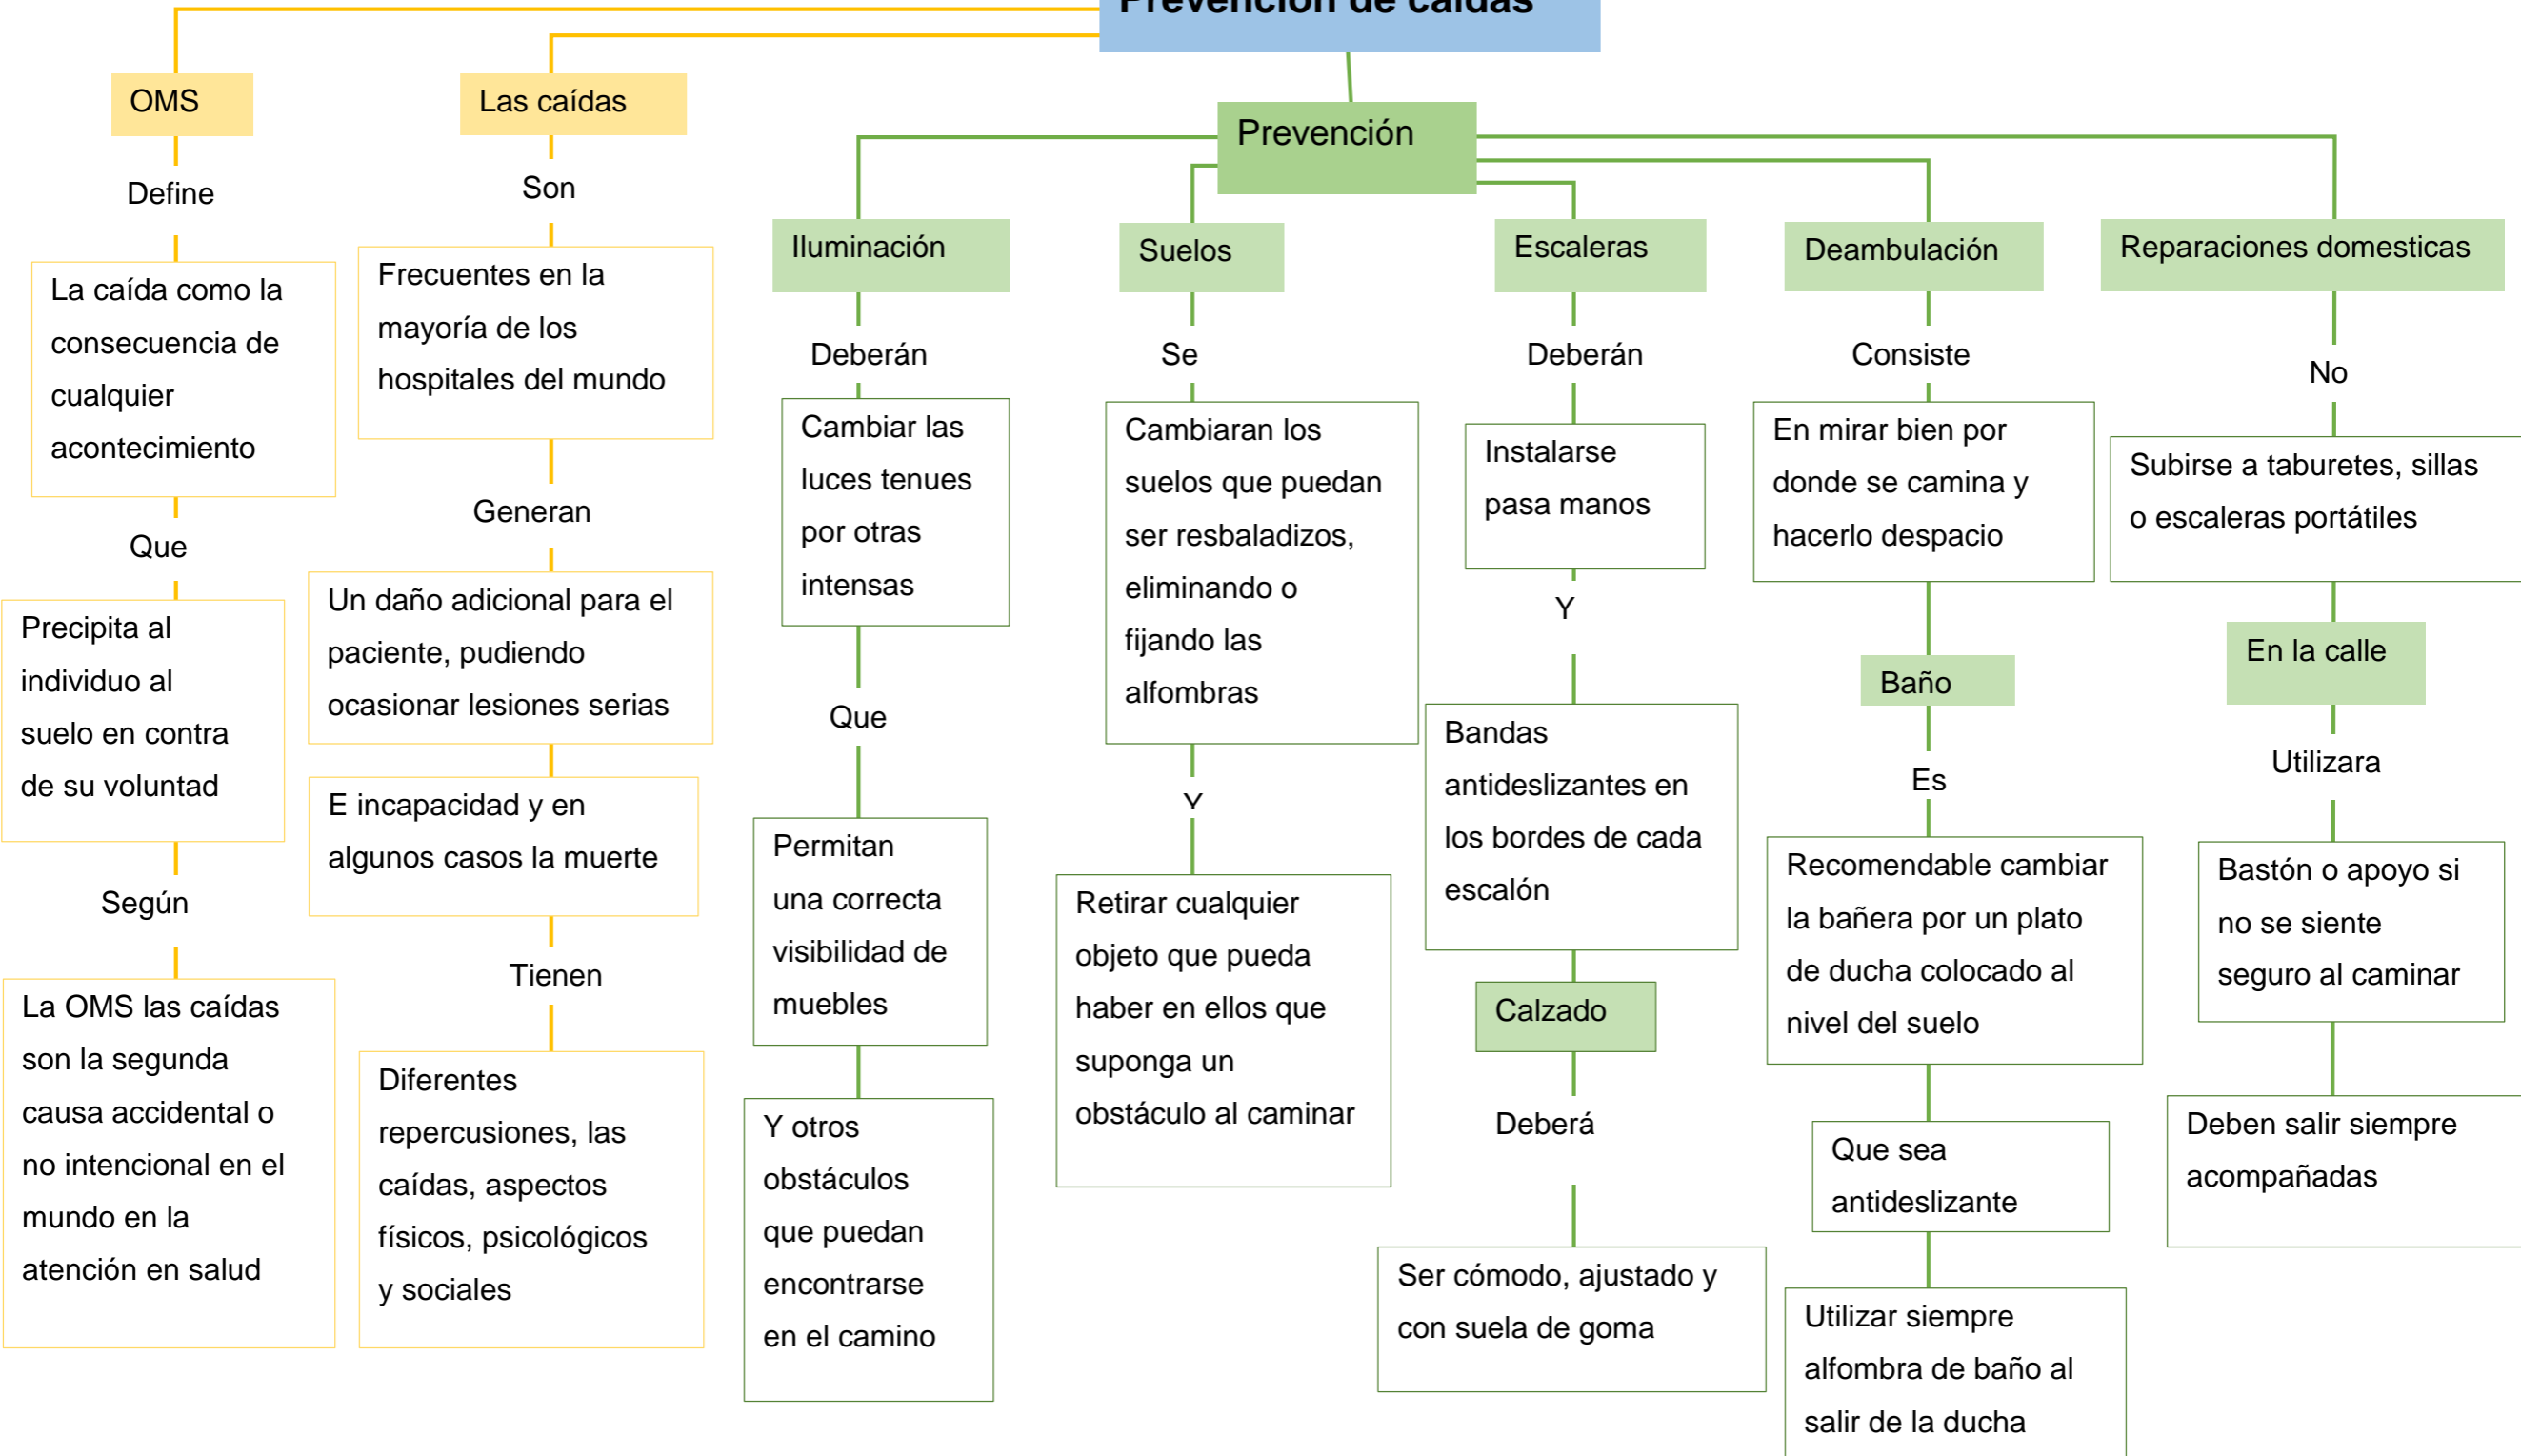 Prevención de caídas
OMS
Define
La caída como la
consecuencia de
cualquier
acontecimiento
Que
Precipita al
individuo al
suelo en contra
de su voluntad
Según
La OMS las caídas
son la segunda
causa accidental o
no intencional en el
mundo en la
atención en salud
Las caídas
Son
Frecuentes en la
mayoría de los
hospitales del mundo
Generan
Un daño adicional para el
paciente, pudiendo
ocasionar lesiones serias
E incapacidad y en
algunos casos la muerte
Tienen
Diferentes
repercusiones, las
caídas, aspectos
físicos, psicológicos
y sociales
Prevención
Iluminación
Deberán
Cambiar las
luces tenues
por otras
intensas
Que
Permitan
una correcta
visibilidad de
muebles
Y otros
obstáculos
que puedan
encontrarse
en el camino
Suelos
Se
Cambiaran los
suelos que puedan
ser resbaladizos,
eliminando o
fijando las
alfombras
Y
Retirar cualquier
objeto que pueda
haber en ellos que
suponga un
obstáculo al caminar
Escaleras
Deberán
Instalarse
pasa manos
Y
Bandas
antideslizantes en
los bordes de cada
escalón
Calzado
Deberá
Ser cómodo, ajustado y
con suela de goma
Deambulación
Consiste
En mirar bien por
donde se camina y
hacerlo despacio
Baño
Es
Recomendable cambiar
la bañera por un plato
de ducha colocado al
nivel del suelo
Que sea
antideslizante
Utilizar siempre
alfombra de baño al
salir de la ducha
Reparaciones domesticas
No
Subirse a taburetes, sillas
o escaleras portátiles
En la calle
Utilizara
Bastón o apoyo si
no se siente
seguro al caminar
Deben salir siempre
acompañadas